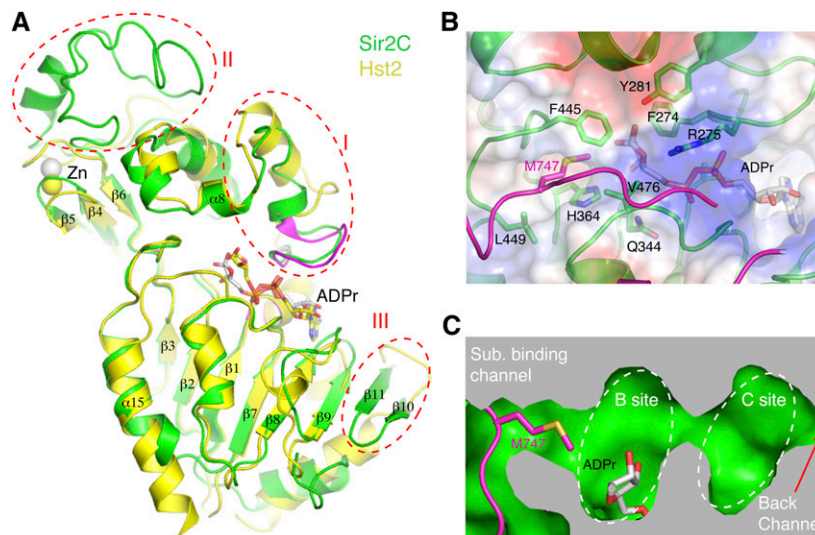 A
Sir2C
Hst2
II
I
Zn
β6
β5
β4
α8
ADPr
III
β3
β1
β2
β11
β10
α15
β7
β8
β9
B
Y281
F445
F274
R275
M747
ADPr
V476
H364
L449
Q344
C
Sub. binding
channel
B site
C site
M747
ADPr
Back
Channel